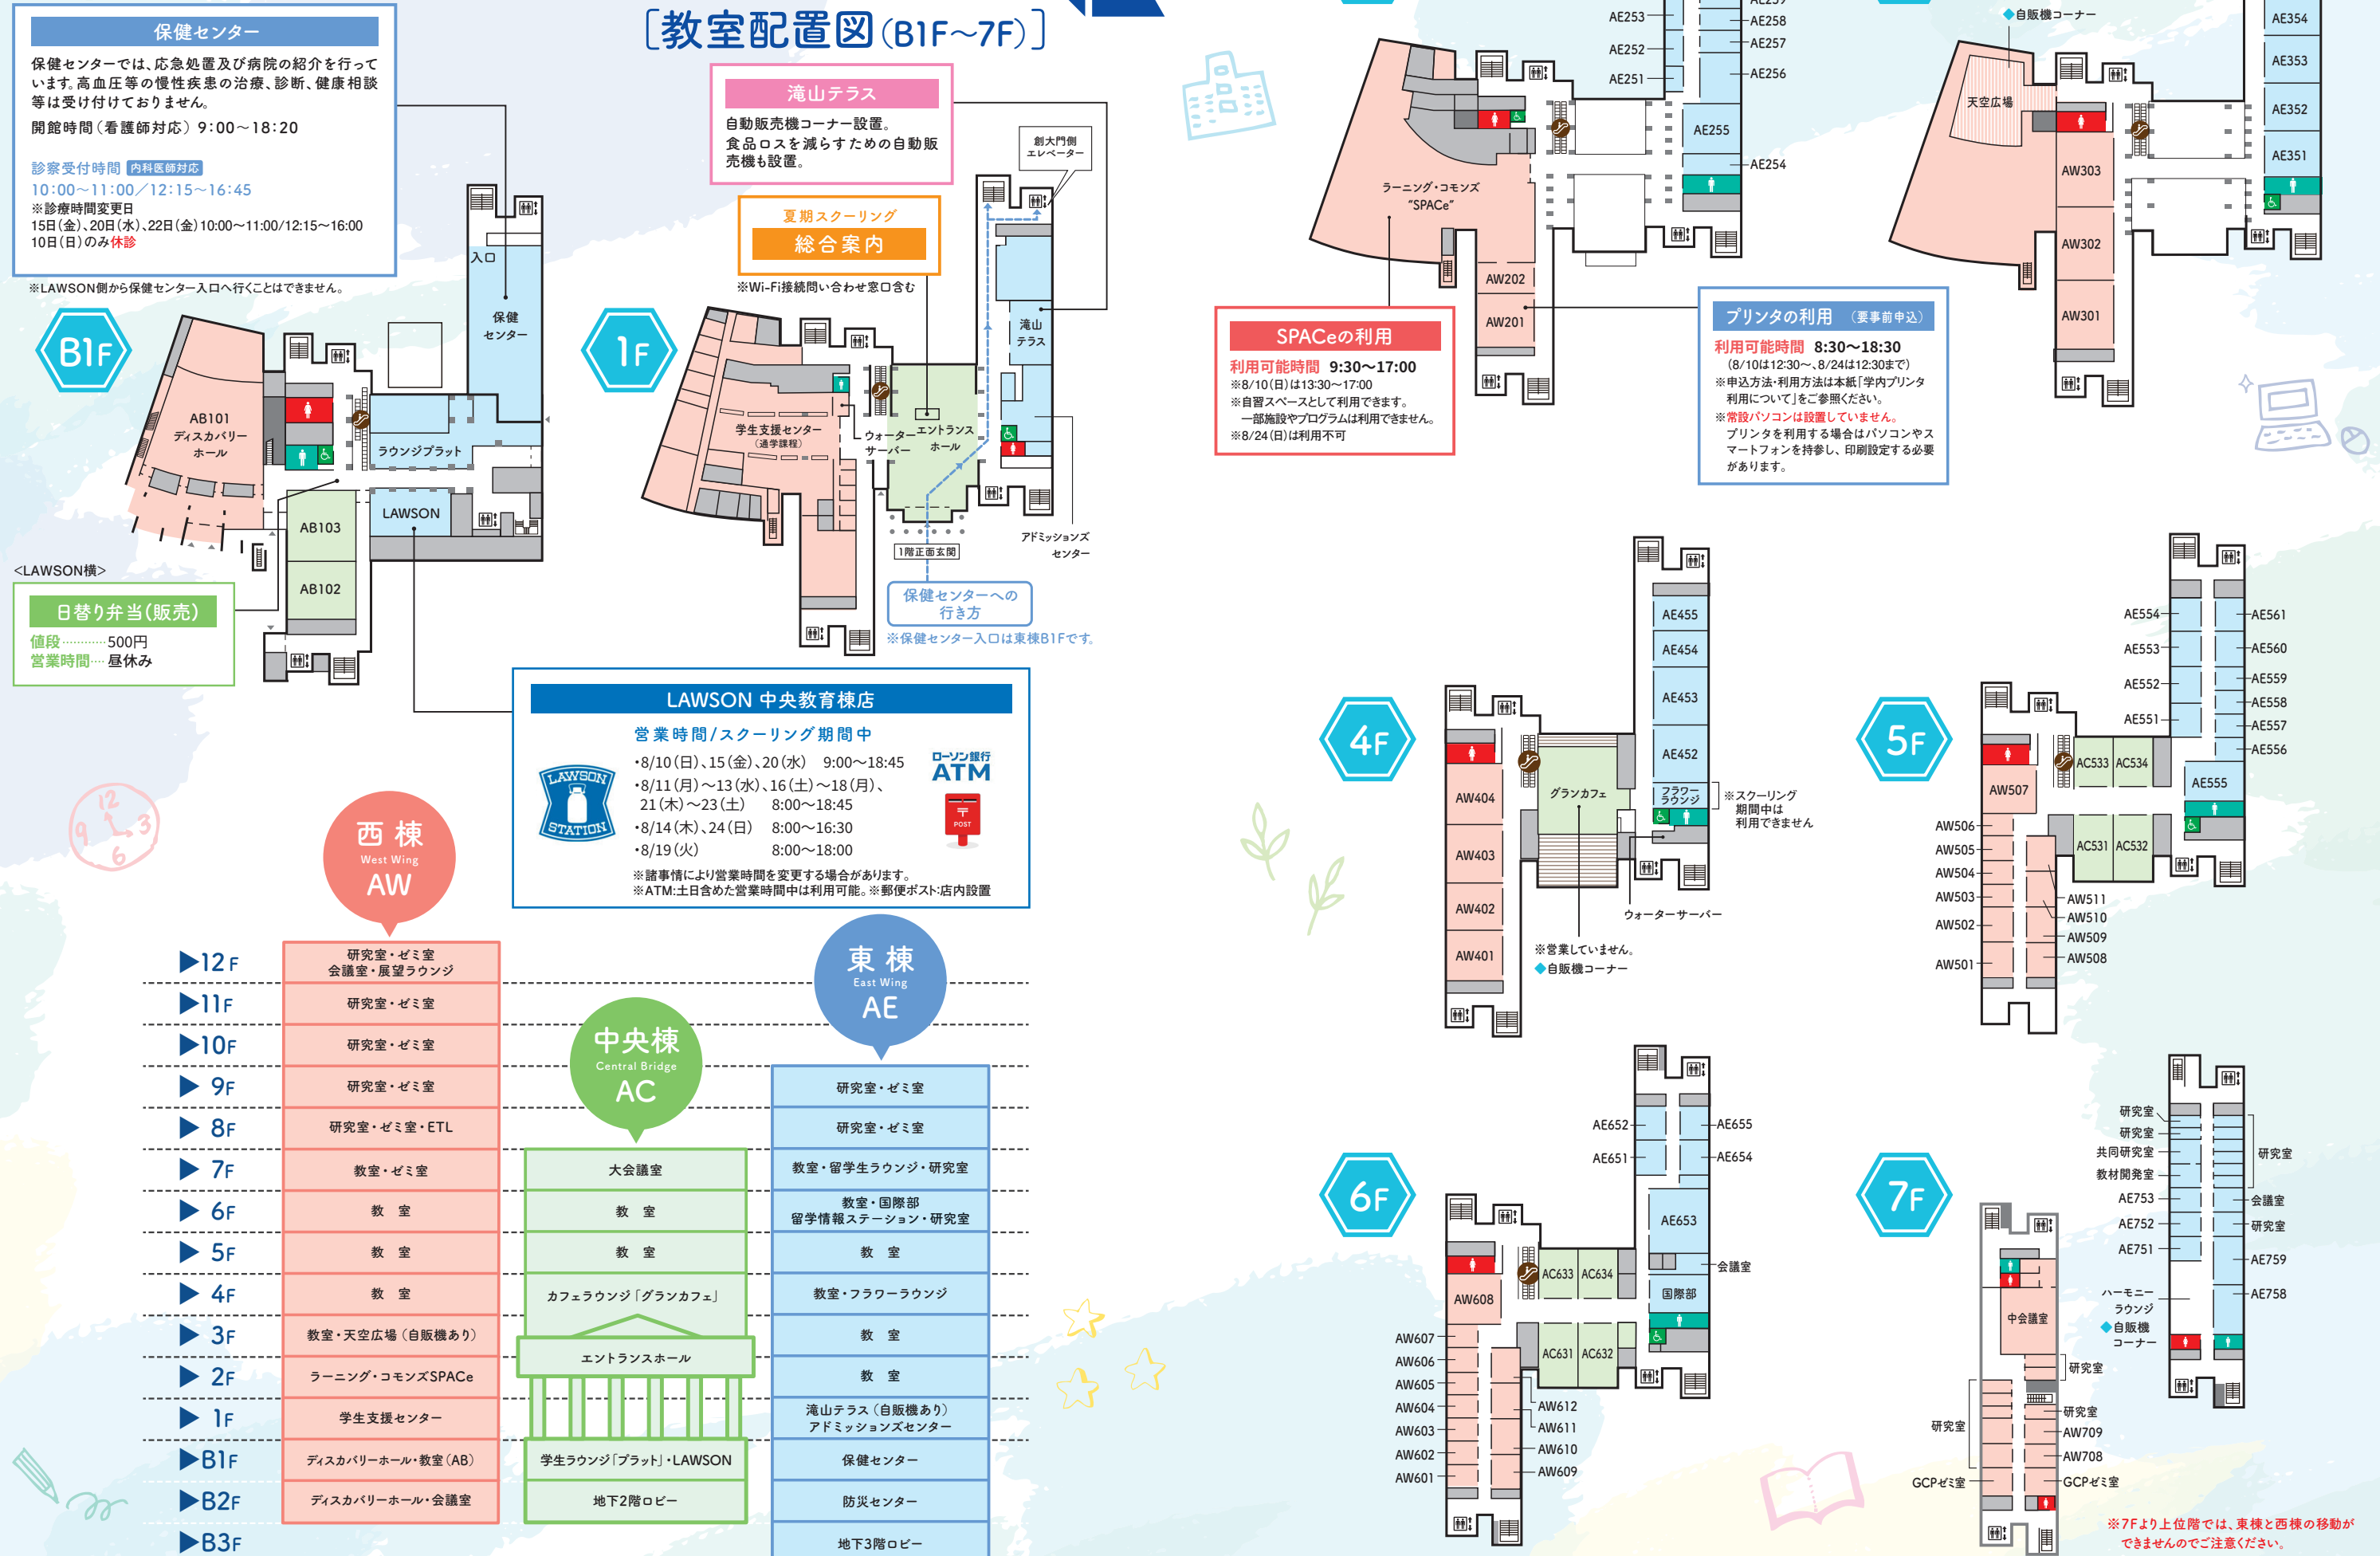 ［教室配置図（B1F～7F）］
保健センター
保健センターでは、応急処置及び病院の紹介を行って
います。高血圧等の慢性疾患の治療、診断、健康相談
等は受け付けておりません。
開館時間（看護師対応） 9：00～18：20
診察受付時間 内科医師対応
10：00～11：00／12：15～16：45
※診療時間変更日
15日（金）、20日（水）、22日（金）10:00～11:00/12:15～16:00
10日（日）のみ休診
※LAWSON側から保健センター入口へ行くことはできません。
B1F
入口
保健
センター
AB101
ディスカバリー
ホール
ラウンジプラット
LAWSON
AB103
AB102
<LAWSON横>
日替り弁当（販売）
値段………… 500円
営業時間…… 昼休み
滝山テラス
自動販売機コーナー設置。
食品ロスを減らすための自動販
売機も設置。
夏期スクーリング
総合案内
※Wi-Fi接続問い合わせ窓口含む
創大門側
エレベーター
1F
滝山
テラス
学生支援センター
（通学課程）
ウォーター
サーバー
エントランス
ホール
アドミッションズ
センター
1階正面玄関
保健センターへの
行き方
※保健センター入口は東棟B1Fです。
LAWSON 中央教育棟店
営業時間/スクーリング期間中
・8/10（日）、15（金）、20（水） 9:00～18:45
・8/11（月）～13（水）、16（土）～18（月）、
21（木）～23（土） 8:00～18:45
・8/14（木）、24（日） 8:00～16:30
・8/19（火） 8:00～18:00
※諸事情により営業時間を変更する場合があります。
※ATM:土日含めた営業時間中は利用可能。※郵便ポスト:店内設置
LAWSON
STATION
ローソン銀行
ATM
〒
POST
西棟
West Wing
AW
中央棟
Central Bridge
AC
東棟
East Wing
AE
12F
研究室・ゼミ室
会議室・展望ラウンジ
11F
研究室・ゼミ室
10F
研究室・ゼミ室
9F
研究室・ゼミ室
研究室・ゼミ室
8F
研究室・ゼミ室・ETL
研究室・ゼミ室
7F
教室・ゼミ室
大会議室
教室・留学生ラウンジ・研究室
6F
教 室
教 室
教室・国際部
留学情報ステーション・研究室
5F
教 室
教 室
教 室
4F
教 室
カフェラウンジ「グランカフェ」
教室・フラワーラウンジ
3F
教室・天空広場（自販機あり）
エントランスホール
教 室
2F
ラーニング・コモンズSPACe
教 室
1F
学生支援センター
滝山テラス（自販機あり）
アドミッションズセンター
B1F
ディスカバリーホール・教室（AB）
学生ラウンジ「プラット」・LAWSON
保健センター
B2F
ディスカバリーホール・会議室
地下2階ロビー
防災センター
B3F
地下3階ロビー
AE253
AE252
AE251
AE259
AE258
AE257
AE256
AE255
AE254
ラーニング・コモンズ
“SPACe”
AW202
AW201
SPACeの利用
利用可能時間 9:30～17:00
※8/10（日）は13:30～17:00
※自習スペースとして利用できます。
一部施設やプログラムは利用できません。
※8/24（日）は利用不可
プリンタの利用 （要事前申込）
利用可能時間 8:30～18:30
（8/10は12:30～、8/24は12:30まで）
※申込方法・利用方法は本紙「学内プリンタ
利用について」をご参照ください。
※常設パソコンは設置していません。
プリンタを利用する場合はパソコンやス
マートフォンを持参し、印刷設定する必要
があります。
◆自販機コーナー
天空広場
AE354
AE353
AE352
AE351
AW303
AW302
AW301
4F
AE455
AE454
AE453
AE452
フラワー
ラウンジ
※スクーリング
期間中は
利用できません
グランカフェ
AW404
AW403
AW402
AW401
ウォーターサーバー
※営業していません。
◆自販機コーナー
5F
AE554
AE553
AE552
AE551
AE561
AE560
AE559
AE558
AE557
AE556
AE555
AC533
AC534
AC531
AC532
AW507
AW506
AW505
AW504
AW503
AW502
AW501
AW511
AW510
AW509
AW508
6F
AE652
AE651
AE655
AE654
AE653
会議室
国際部
AC633
AC634
AC631
AC632
AW608
AW607
AW606
AW605
AW604
AW603
AW602
AW601
AW612
AW611
AW610
AW609
7F
研究室
研究室
共同研究室
教材開発室
AE753
AE752
AE751
研究室
会議室
研究室
AE759
AE758
ハーモニー
ラウンジ
◆自販機
コーナー
中会議室
研究室
研究室
研究室
AW709
AW708
GCPゼミ室
GCPゼミ室
※7Fより上位階では、東棟と西棟の移動が
できませんのでご注意ください。
12
3
6
9